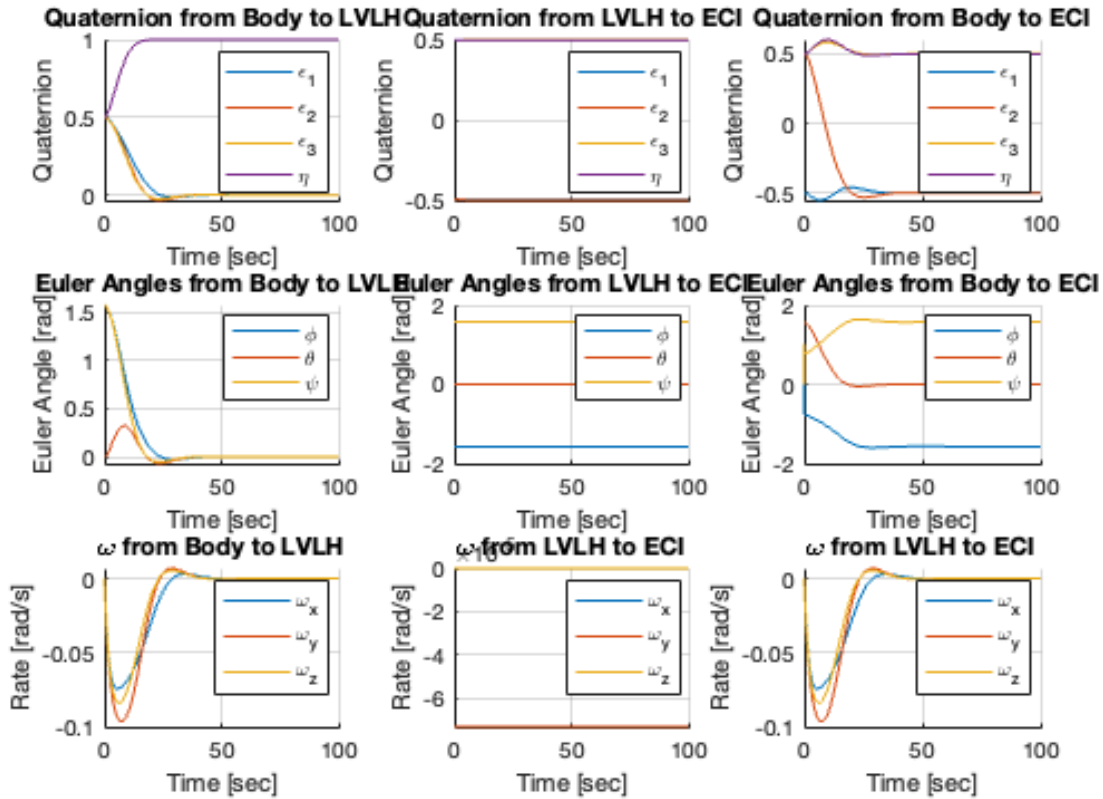 Quaternion from Body to LVLH
Quaternion
1
0.5
0
ϵ1
ϵ2
ϵ3
η
0 50 100
Time [sec]
Quaternion from LVLH to ECI
Quaternion
0.5
0
-0.5
ϵ1
ϵ2
ϵ3
η
0 50 100
Time [sec]
Quaternion from Body to ECI
Quaternion
0.5
0
-0.5
ϵ1
ϵ2
ϵ3
η
0 50 100
Time [sec]
Euler Angles from Body to LVLH
Euler Angle [rad]
1.5
1
0.5
0
ϕ
θ
ψ
0 50 100
Time [sec]
Euler Angles from LVLH to ECI
Euler Angle [rad]
2
0
-2
ϕ
θ
ψ
0 50 100
Time [sec]
Euler Angles from Body to ECI
Euler Angle [rad]
2
0
-2
ϕ
θ
ψ
0 50 100
Time [sec]
ω from Body to LVLH
Rate [rad/s]
0
-0.05
-0.1
ωx
ωy
ωz
0 50 100
Time [sec]
ω from LVLH to ECI
Rate [rad/s]
0
-2
-4
-6
ωx
ωy
ωz
0 50 100
Time [sec]
ω from LVLH to ECI
Rate [rad/s]
0
-0.05
-0.1
ωx
ωy
ωz
0 50 100
Time [sec]